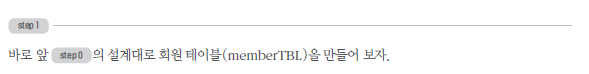 step 1
바로 앞 step 0 의 설계대로 회원 테이블(memberTBL)을 만들어 보자.